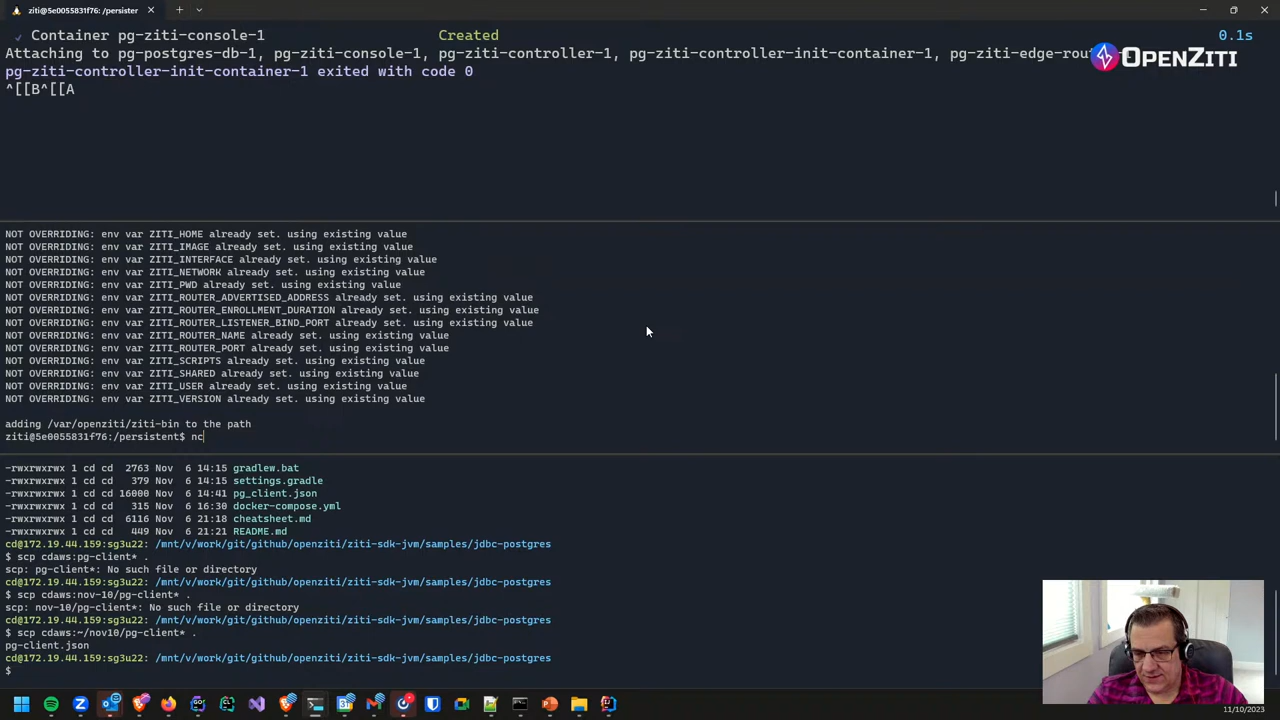 ziti@5e0055831f76: /persister
✓ Container pg-ziti-console-1 Created 0.1s
Attaching to pg-postgres-db-1, pg-ziti-console-1, pg-ziti-controller-1, pg-ziti-controller-init-container-1, pg-ziti-edge-rout
OPENZITI
pg-ziti-controller-init-container-1 exited with code 0
^[[B^[[A
NOT OVERRIDING: env var ZITI_HOME already set. using existing value
NOT OVERRIDING: env var ZITI_IMAGE already set. using existing value
NOT OVERRIDING: env var ZITI_INTERFACE already set. using existing value
NOT OVERRIDING: env var ZITI_NETWORK already set. using existing value
NOT OVERRIDING: env var ZITI_PWD already set. using existing value
NOT OVERRIDING: env var ZITI_ROUTER_ADVERTISED_ADDRESS already set. using existing value
NOT OVERRIDING: env var ZITI_ROUTER_ENROLLMENT_DURATION already set. using existing value
NOT OVERRIDING: env var ZITI_ROUTER_LISTENER_BIND_PORT already set. using existing value
NOT OVERRIDING: env var ZITI_ROUTER_NAME already set. using existing value
NOT OVERRIDING: env var ZITI_ROUTER_PORT already set. using existing value
NOT OVERRIDING: env var ZITI_SCRIPTS already set. using existing value
NOT OVERRIDING: env var ZITI_SHARED already set. using existing value
NOT OVERRIDING: env var ZITI_USER already set. using existing value
NOT OVERRIDING: env var ZITI_VERSION already set. using existing value
adding /var/openziti/ziti-bin to the path
ziti@5e0055831f76:/persistent$ nc
-rwxrwxrwx 1 cd cd 2763 Nov 6 14:15 gradlew.bat
-rwxrwxrwx 1 cd cd 379 Nov 6 14:15 settings.gradle
-rwxrwxrwx 1 cd cd 16000 Nov 6 14:41 pg_client.json
-rwxrwxrwx 1 cd cd 315 Nov 6 16:30 docker-compose.yml
-rwxrwxrwx 1 cd cd 6116 Nov 6 21:18 cheatsheet.md
-rwxrwxrwx 1 cd cd 449 Nov 6 21:21 README.md
cd@172.19.44.159:sg3u22: /mnt/v/work/git/github/openziti/ziti-sdk-jvm/samples/jdbc-postgres
$ scp cdaws:pg-client* .
scp: pg-client*: No such file or directory
cd@172.19.44.159:sg3u22: /mnt/v/work/git/github/openziti/ziti-sdk-jvm/samples/jdbc-postgres
$ scp cdaws:nov-10/pg-client* .
scp: nov-10/pg-client*: No such file or directory
cd@172.19.44.159:sg3u22: /mnt/v/work/git/github/openziti/ziti-sdk-jvm/samples/jdbc-postgres
$ scp cdaws:~/nov10/pg-client* .
pg-client.json
cd@172.19.44.159:sg3u22: /mnt/v/work/git/github/openziti/ziti-sdk-jvm/samples/jdbc-postgres
$
11/10/2023